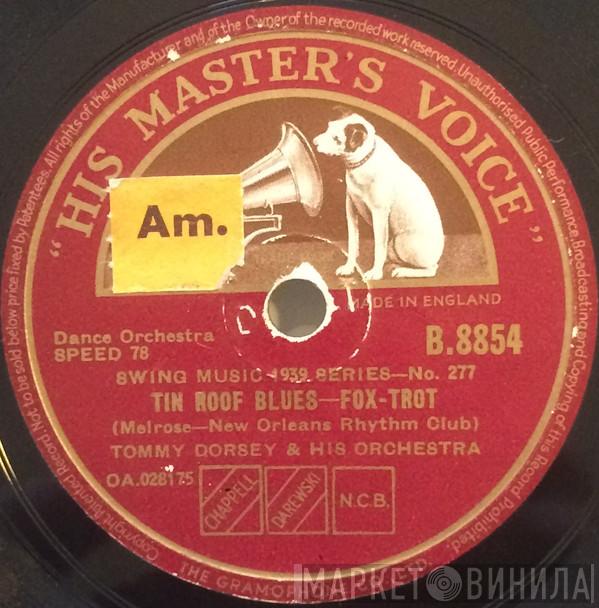 Copyright. Patented Record. Not to be sold below price fixed by Patentees. All rights of the Manufacturer and of the Owner of the recorded work reserved. Unauthorised Public Performance, Broadcasting and Copying of this Record Prohibited.
"HIS MASTER'S VOICE"
Am.
MADE IN ENGLAND
Dance Orchestra
SPEED 78
B.8854
SWING MUSIC 1939 SERIES—No. 277
TIN ROOF BLUES—FOX-TROT
(Melrose—New Orleans Rhythm Club)
TOMMY DORSEY & HIS ORCHESTRA
OA.028175
CHAPPELL
DAREWSKI
N.C.B.
THE
МАРКЕТ ВИНИЛА